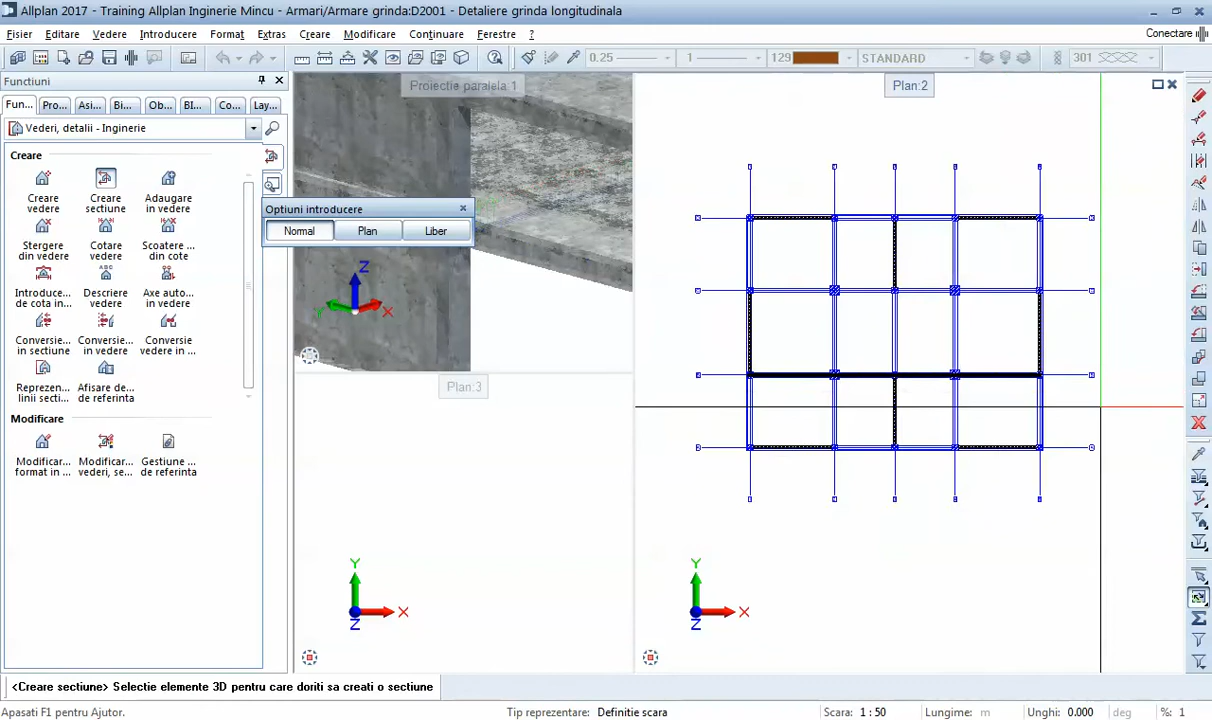 Allplan 2017 - Training Allplan Inginerie Mincu - Armari/Armare grinda:D2001 - Detaliere grinda longitudinala
Fisier Editare Vedere Introducere Format Extras Creare Modificare Continuare Ferestre ? Conectare
0.25 1 129 STANDARD 301
Functiuni
Fun... Pro... Asi... Bi... Ob... BI... Co... Lay...
Vederi, detalii - Inginerie
Creare
Creare vedere
Creare sectiune
Adaugare in vedere
Stergere din vedere
Cotare vedere
Scoatere ... din cote
Introduce... de cota in...
Descriere vedere
Axe auto... in vedere
Conversie... in sectiune
Conversie... in vedere
Conversie vedere in ...
Reprezen... linii secti...
Afisare de... de referinta
Modificare
Modificar... format in ...
Modificar... vederi, se...
Gestiune ... de referinta
Optiuni introducere
Normal Plan Liber
Proiectie paralela 1
Plan:2
Plan:3
Z
Y X
Y
X
Z
Y
X
Z
<Creare sectiune> Selectie elemente 3D pentru care doriti sa creati o sectiune
Apasati F1 pentru Ajutor. Tip reprezentare: Definitie scara Scara: 1 : 50 Lungime: m Unghi: 0.000 deg %: 1